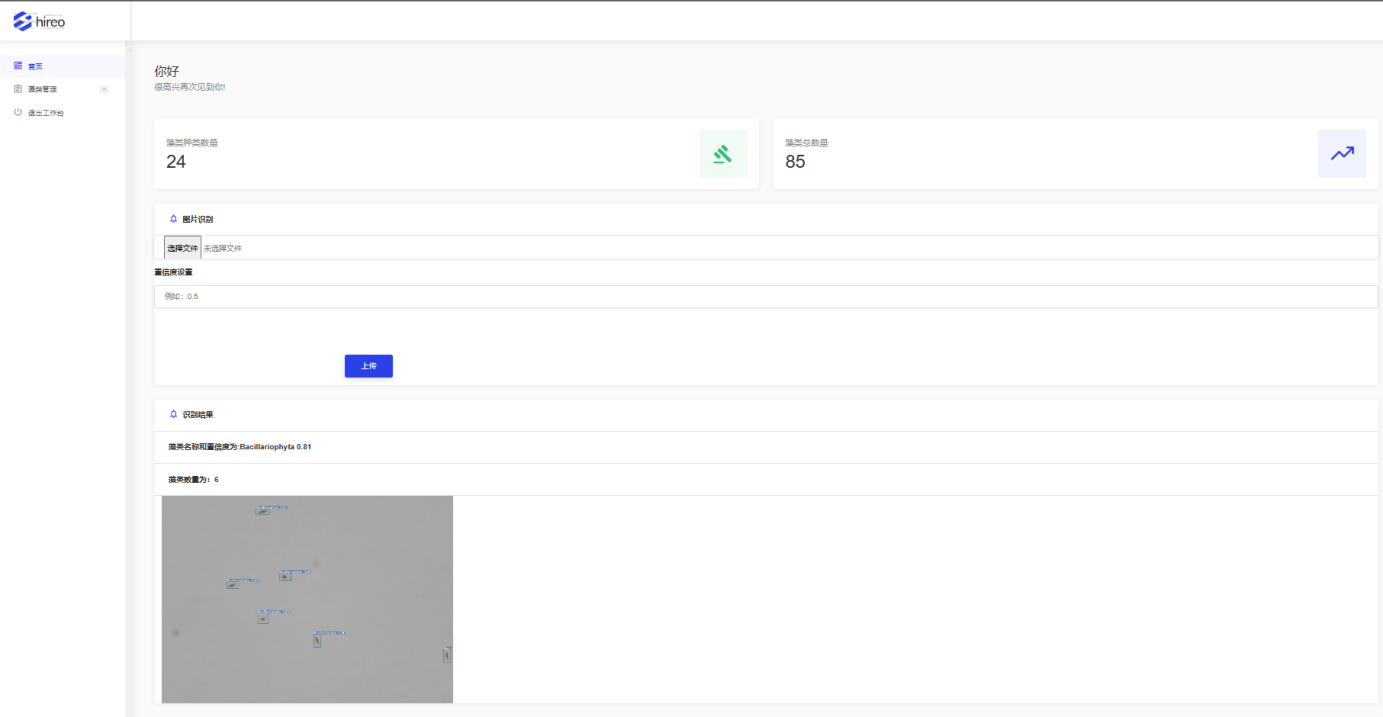 hireo
首页
藻类管理
退出工作台
你好
很高兴再次见到你!
藻类种类数量
24
藻类总数量
85
图片识别
选择文件 未选择文件
置信度设置
例如：0.5
上传
识别结果
藻类名称和置信度为:Bacillariophyta 0.81
藻类数量为：6